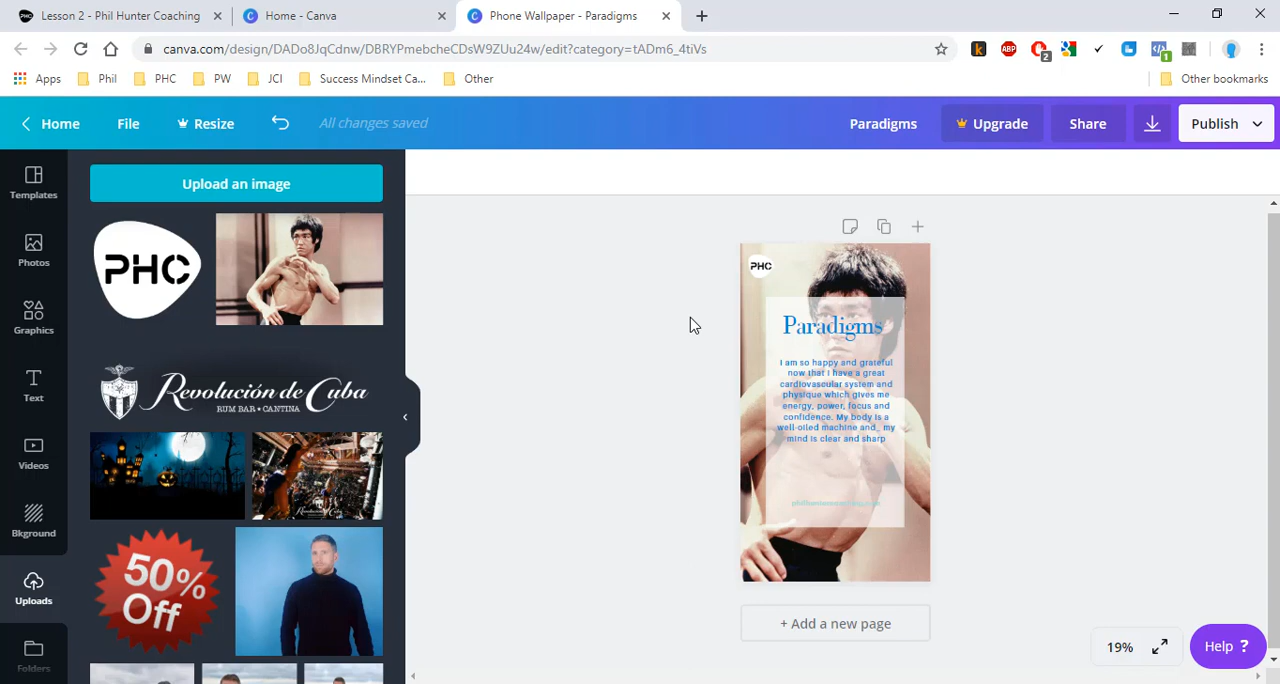 Lesson 2 - Phil Hunter Coaching
Home - Canva
Phone Wallpaper - Paradigms
canva.com/design/DADo8JqCdnw/DBRYPmebcheCDsW9ZUu24w/edit?category=tADm6_4tiVs
ABP
2
1
Apps
Phil
PHC
PW
JCI
Success Mindset Ca...
Other
Other bookmarks
Home
File
Resize
All changes saved
Paradigms
Upgrade
Share
Publish
Templates
Photos
Graphics
Text
Videos
Bkground
Uploads
Folders
Upload an image
PHC
Revolución de Cuba
RUM BAR • CANTINA
50%
Off
PHC
Paradigms
I am so happy and grateful
now that I have a great
cardiovascular system and
physique which gives me
energy, power, focus and
confidence. My body is a
well-oiled machine and, my
mind is clear and sharp
+ Add a new page
19%
Help ?